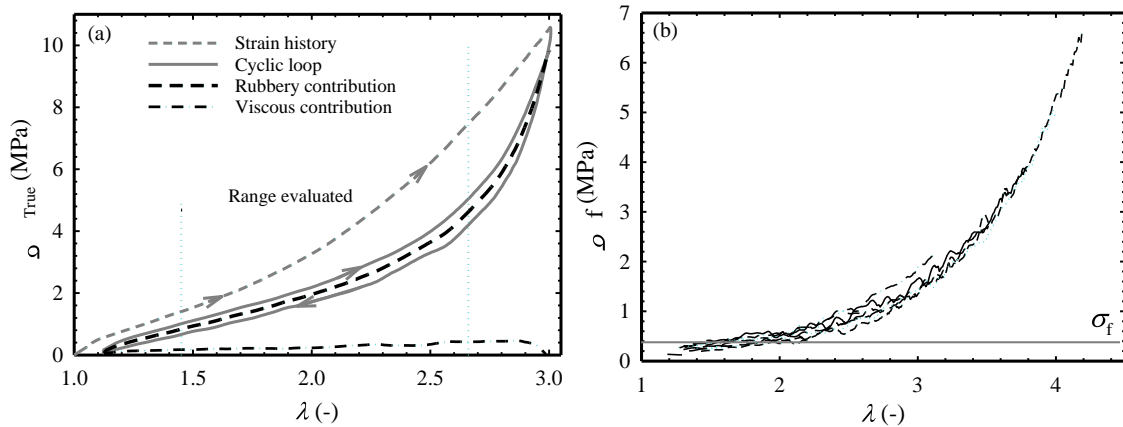 (a)
Strain history
Cyclic loop
Rubbery contribution
Viscous contribution
Range evaluated
σ True (MPa)
10
8
6
4
2
0
1.0
1.5
2.0
2.5
3.0
λ (-)
(b)
σ f (MPa)
7
6
5
4
3
2
1
0
σf
1
2
3
4
λ (-)